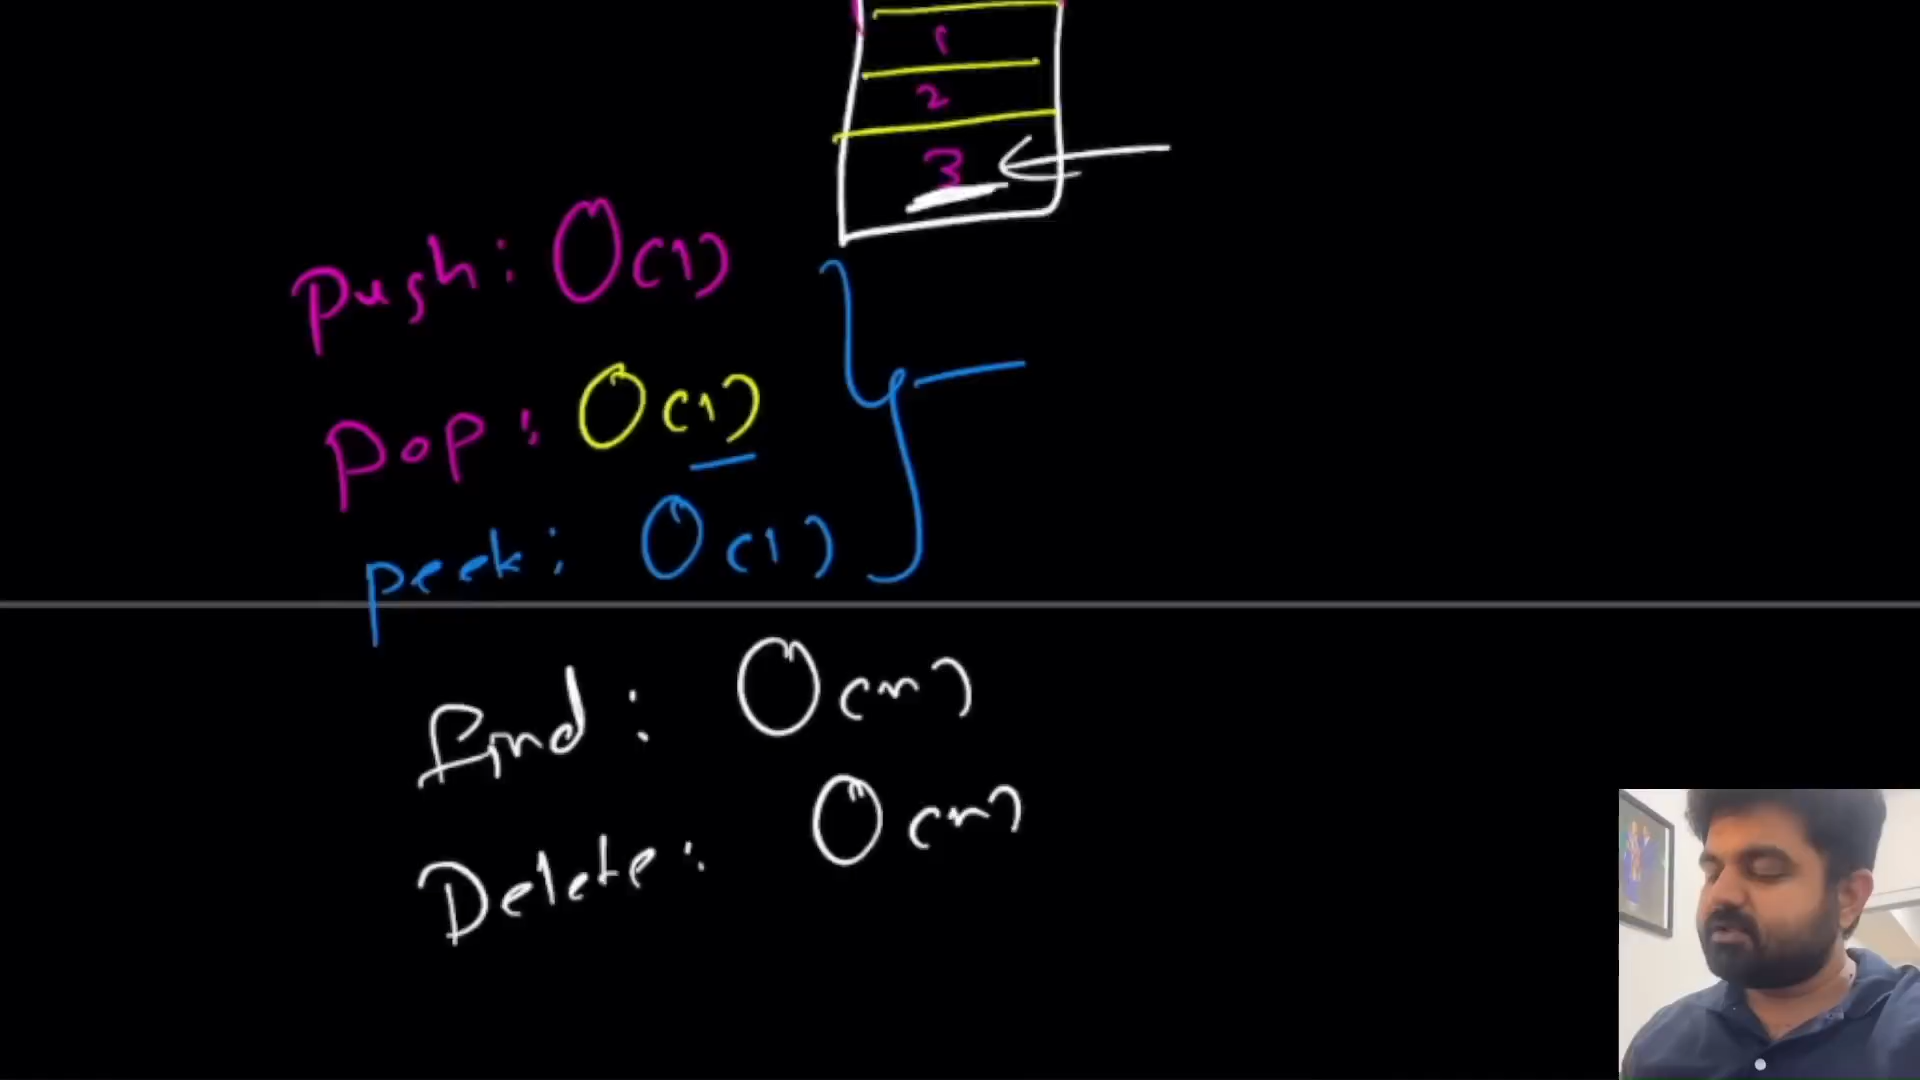 1
2
3
Push: O(1)
Pop: O(1)
peek: O(1)
find: O(n)
Delete: O(n)